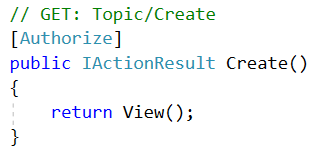 // GET: Topic/Create
[Authorize]
public IActionResult Create()
{
    return View();
}